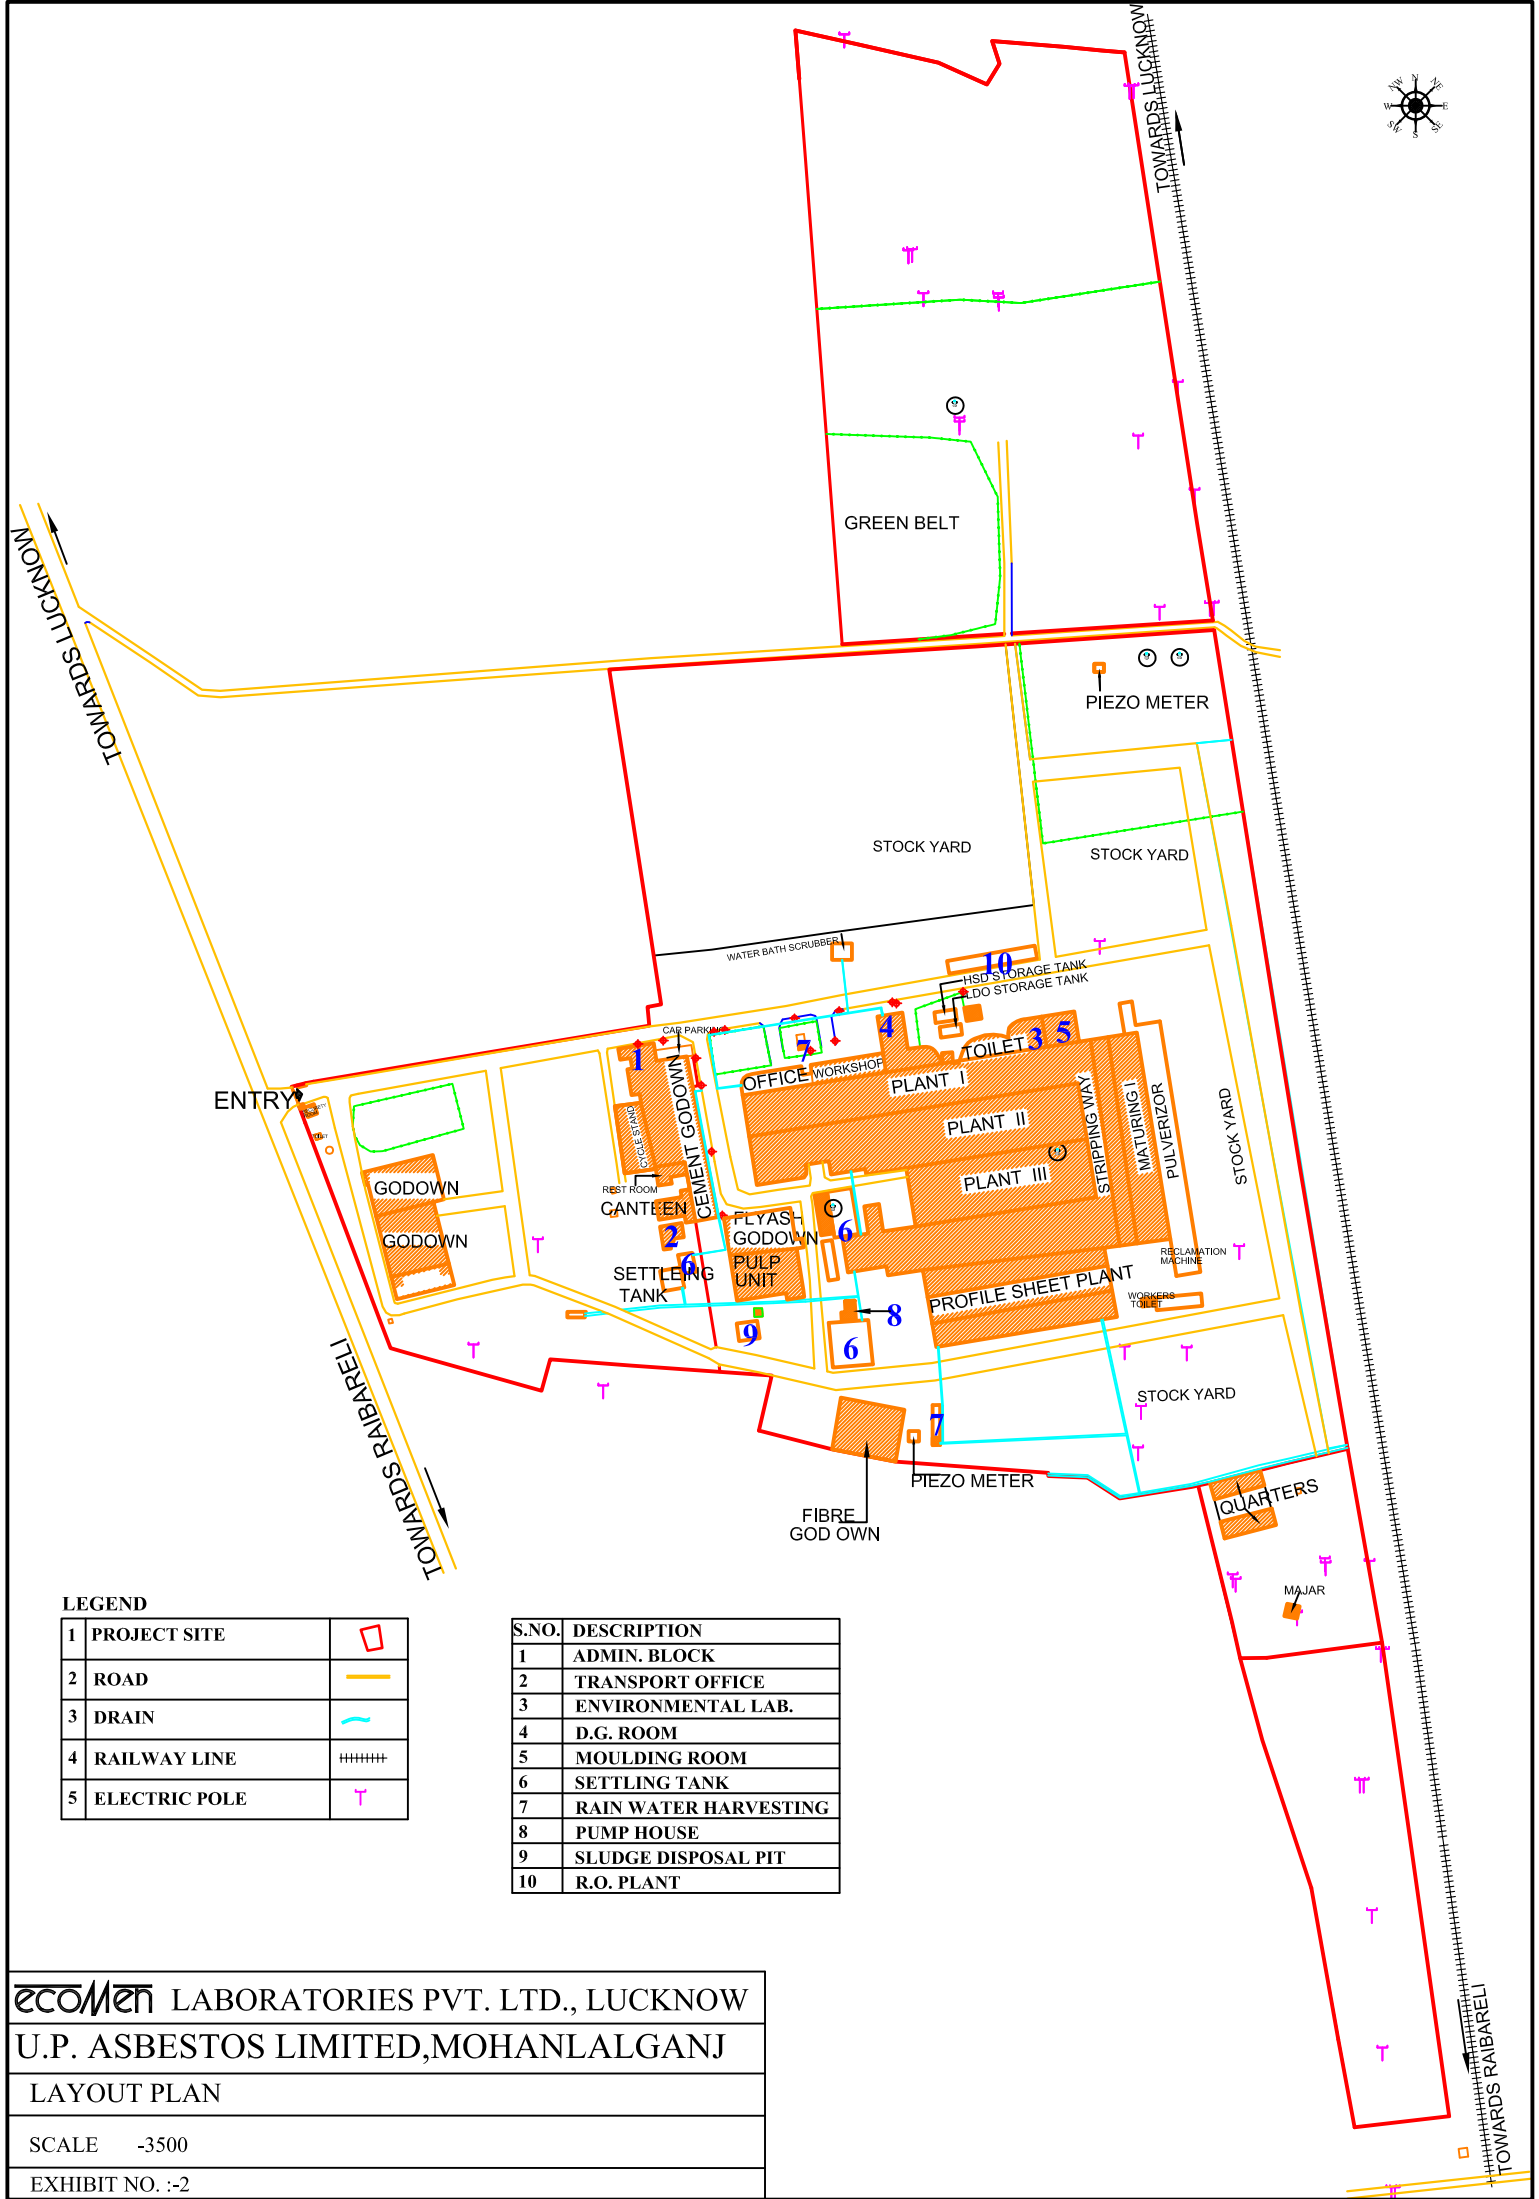 TOWARDS LUCKNOW
N
NE
E
SE
S
SW
W
NW
GREEN BELT
TOWARDS LUCKNOW
PIEZO METER
STOCK YARD
STOCK YARD
WATER BATH SCRUBBER
10
HSD STORAGE TANK
LDO STORAGE TANK
CAR PARKING
1
7
4
TOILET
3
5
ENTRY
OFFICE
WORKSHOP
PLANT I
PLANT II
PLANT III
STRIPPING WAY
MATURING I
PULVERIZOR
STOCK YARD
CYCLE STAND
CEMENT GODOWN
REST ROOM
CANTEEN
GODOWN
GODOWN
2
6
SETTLEING
TANK
FLYASH
GODOWN
PULP
UNIT
6
RECLAMATION
MACHINE
PROFILE SHEET PLANT
WORKERS
TOILET
8
9
6
STOCK YARD
7
PIEZO METER
FIBRE
GOD OWN
QUARTERS
MAJAR
TOWARDS RAIBARELI
TOWARDS RAIBARELI
LEGEND
1 PROJECT SITE
2 ROAD
3 DRAIN
4 RAILWAY LINE
5 ELECTRIC POLE
S.NO. DESCRIPTION
1 ADMIN. BLOCK
2 TRANSPORT OFFICE
3 ENVIRONMENTAL LAB.
4 D.G. ROOM
5 MOULDING ROOM
6 SETTLING TANK
7 RAIN WATER HARVESTING
8 PUMP HOUSE
9 SLUDGE DISPOSAL PIT
10 R.O. PLANT
ecoMen LABORATORIES PVT. LTD., LUCKNOW
U.P. ASBESTOS LIMITED,MOHANLALGANJ
LAYOUT PLAN
SCALE -3500
EXHIBIT NO. :-2